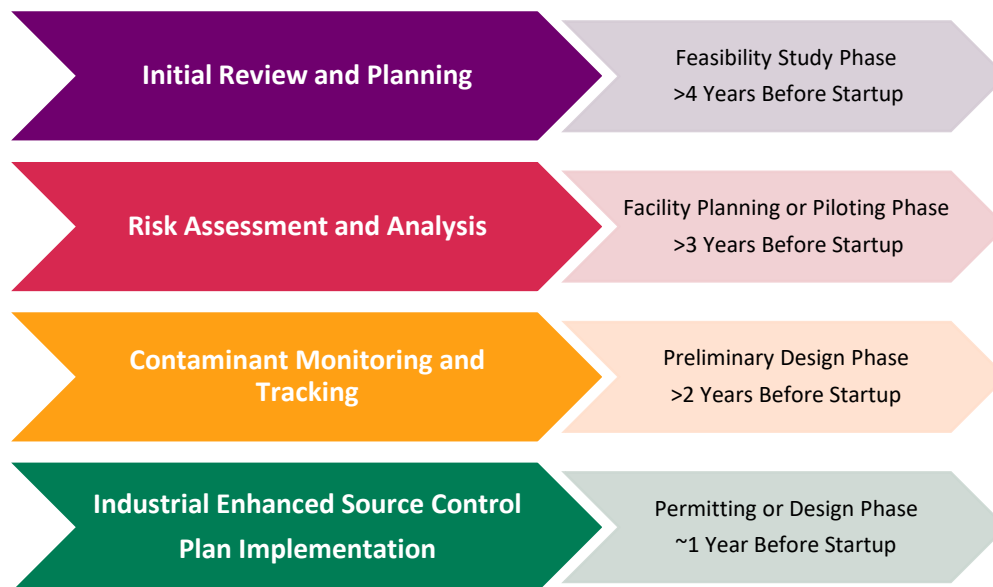 Initial Review and Planning
Feasibility Study Phase
>4 Years Before Startup
Risk Assessment and Analysis
Facility Planning or Piloting Phase
>3 Years Before Startup
Contaminant Monitoring and
Tracking
Preliminary Design Phase
>2 Years Before Startup
Industrial Enhanced Source Control
Plan Implementation
Permitting or Design Phase
~1 Year Before Startup